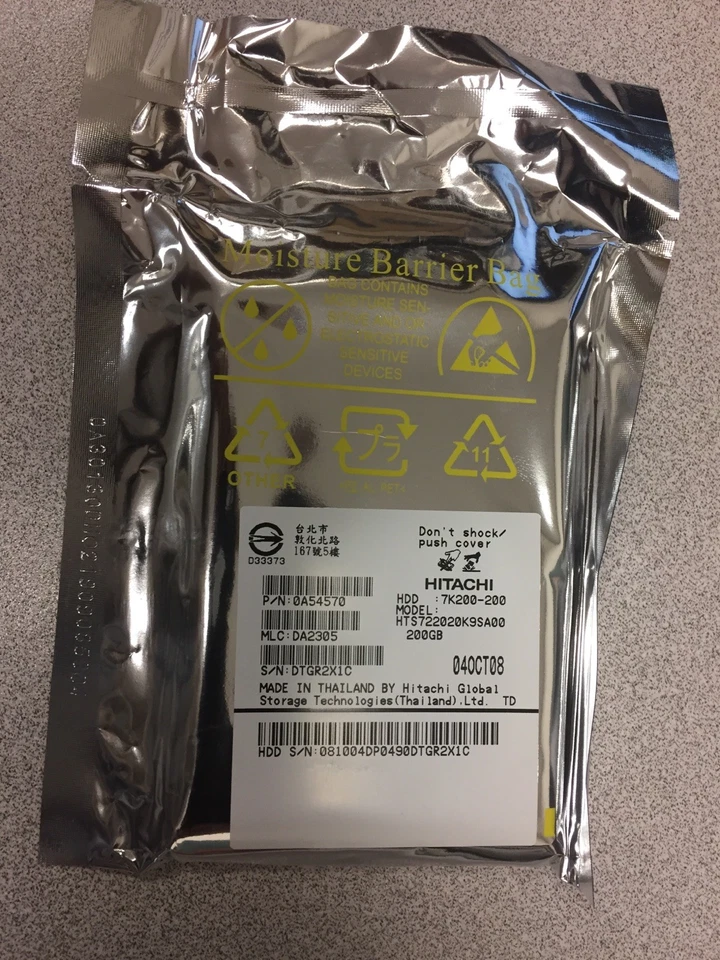 Moisture Barrier Bag
BAG CONTAINS
MOISTURE SEN-
SITIVE AND OR
ELECTROSTATIC
SENSITIVE
DEVICES
7
OTHER
プラ
11
台北市
敦化北路
167號5樓
D33373
Don't shock/
push cover
HITACHI
P/N:0A54570
HDD :7K200-200
MODEL:
HTS722020K9SA00
MLC:DA2305
200GB
S/N:DTGR2X1C
04OCT08
MADE IN THAILAND BY Hitachi Global
Storage Technologies(Thailand),Ltd. TD
HDD S/N:081004DP0490DTGR2X1C